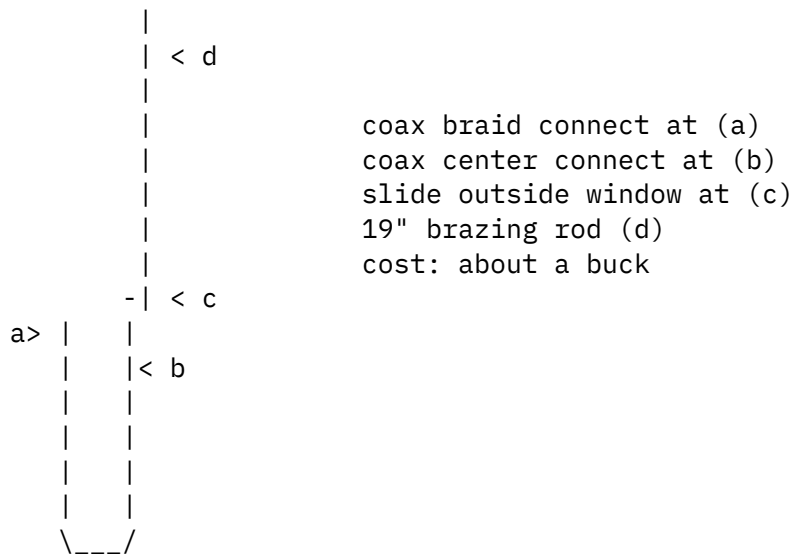 < d
coax braid connect at (a)
coax center connect at (b)
slide outside window at (c)
19" brazing rod (d)
cost: about a buck
< c
a>
< b